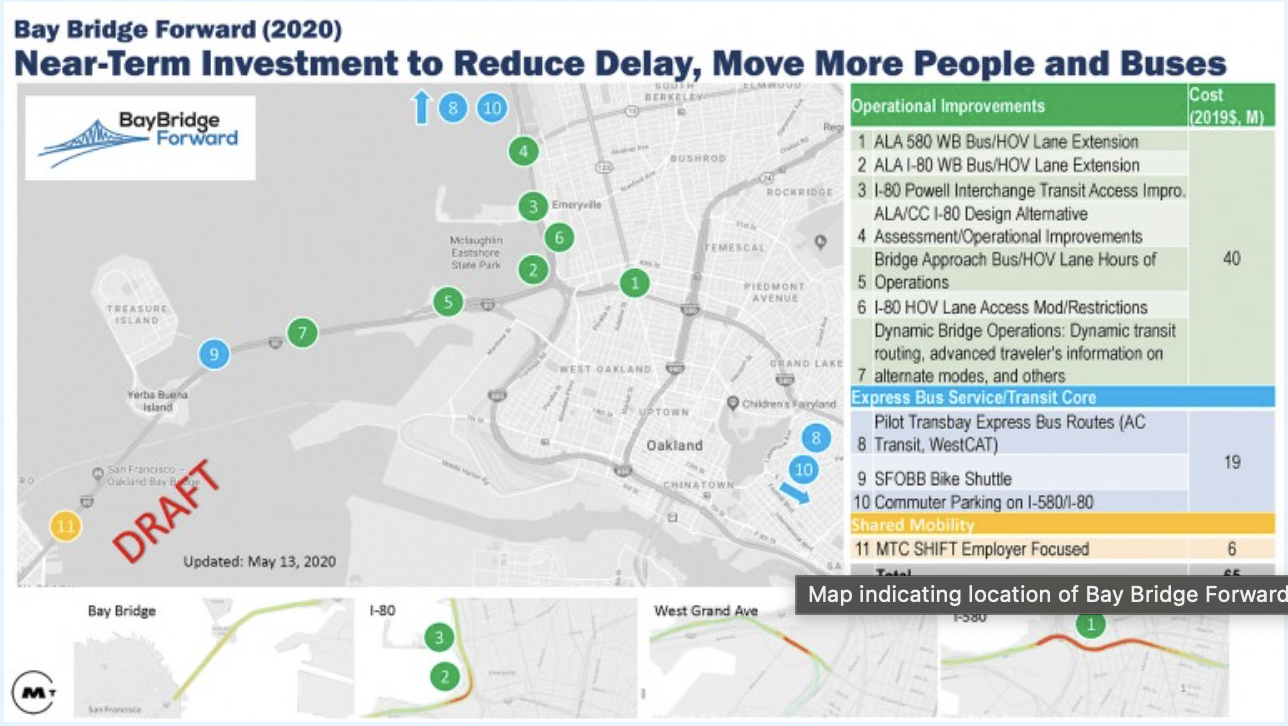 Bay Bridge Forward (2020)
Near-Term Investment to Reduce Delay, Move More People and Buses
BayBridge
Forward
8 10
4
3
6
2
1
5
7
9
11
8
10
SOUTH
BERKELEY
ELMWOOD
BUSHROD
ROCKRIDGE
Emeryville
Mclaughlin
Eastshore
State Park
TEMESCAL
PIEDMONT
AVENUE
TREASURE
ISLAND
GRAND LAKE
WEST OAKLAND
Yerba Buena
Island
Children's Fairyland
UPTOWN
Oakland
San Francisco –
Oakland Bay Bridge
CHINATOWN
DRAFT
Updated: May 13, 2020
Operational Improvements Cost
(2019$, M)
1 ALA 580 WB Bus/HOV Lane Extension
2 ALA I-80 WB Bus/HOV Lane Extension
3 I-80 Powell Interchange Transit Access Impro.
ALA/CC I-80 Design Alternative
4 Assessment/Operational Improvements
Bridge Approach Bus/HOV Lane Hours of
5 Operations
40
6 I-80 HOV Lane Access Mod/Restrictions
Dynamic Bridge Operations: Dynamic transit
routing, advanced traveler's information on
7 alternate modes, and others
Express Bus Service/Transit Core
Pilot Transbay Express Bus Routes (AC
8 Transit, WestCAT)
19
9 SFOBB Bike Shuttle
10 Commuter Parking on I-580/I-80
Shared Mobility
11 MTC SHIFT Employer Focused 6
Total 65
Map indicating location of Bay Bridge Forward
Bay Bridge
San Francisco
I-80
3
2
West Grand Ave
I-580
1
M T